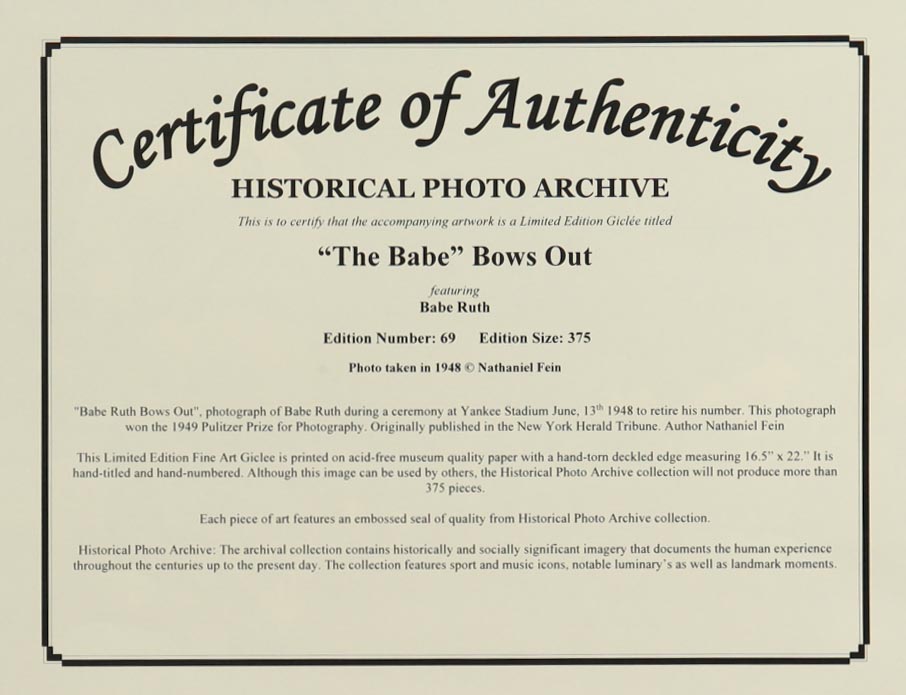 Certificate of Authenticity
HISTORICAL PHOTO ARCHIVE
This is to certify that the accompanying artwork is a Limited Edition Giclée titled
“The Babe” Bows Out
featuring
Babe Ruth
Edition Number: 69 Edition Size: 375
Photo taken in 1948 © Nathaniel Fein
"Babe Ruth Bows Out", photograph of Babe Ruth during a ceremony at Yankee Stadium June, 13th 1948 to retire his number. This photograph
won the 1949 Pulitzer Prize for Photography. Originally published in the New York Herald Tribune. Author Nathaniel Fein
This Limited Edition Fine Art Giclee is printed on acid-free museum quality paper with a hand-torn deckled edge measuring 16.5” x 22.” It is
hand-titled and hand-numbered. Although this image can be used by others, the Historical Photo Archive collection will not produce more than
375 pieces.
Each piece of art features an embossed seal of quality from Historical Photo Archive collection.
Historical Photo Archive: The archival collection contains historically and socially significant imagery that documents the human experience
throughout the centuries up to the present day. The collection features sport and music icons, notable luminary’s as well as landmark moments.